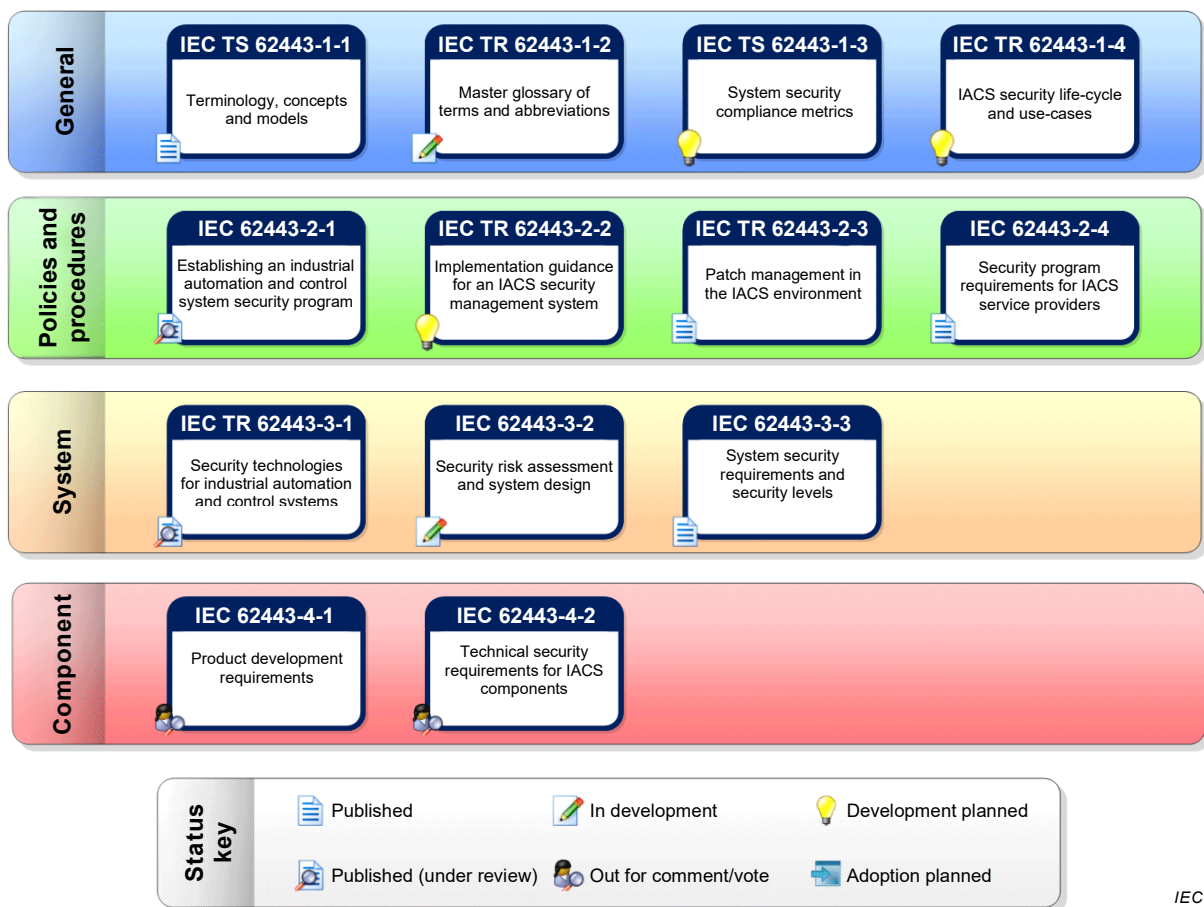 General
IEC TS 62443-1-1
Terminology, concepts
and models
IEC TR 62443-1-2
Master glossary of
terms and abbreviations
IEC TS 62443-1-3
System security
compliance metrics
IEC TR 62443-1-4
IACS security life-cycle
and use-cases
Policies and
procedures
IEC 62443-2-1
Establishing an industrial
automation and control
system security program
IEC TR 62443-2-2
Implementation guidance
for an IACS security
management system
IEC TR 62443-2-3
Patch management in
the IACS environment
IEC 62443-2-4
Security program
requirements for IACS
service providers
System
IEC TR 62443-3-1
Security technologies
for industrial automation
and control systems
IEC 62443-3-2
Security risk assessment
and system design
IEC 62443-3-3
System security
requirements and
security levels
Component
IEC 62443-4-1
Product development
requirements
IEC 62443-4-2
Technical security
requirements for IACS
components
Status
key
Published
In development
Development planned
Published (under review)
Out for comment/vote
Adoption planned
IEC